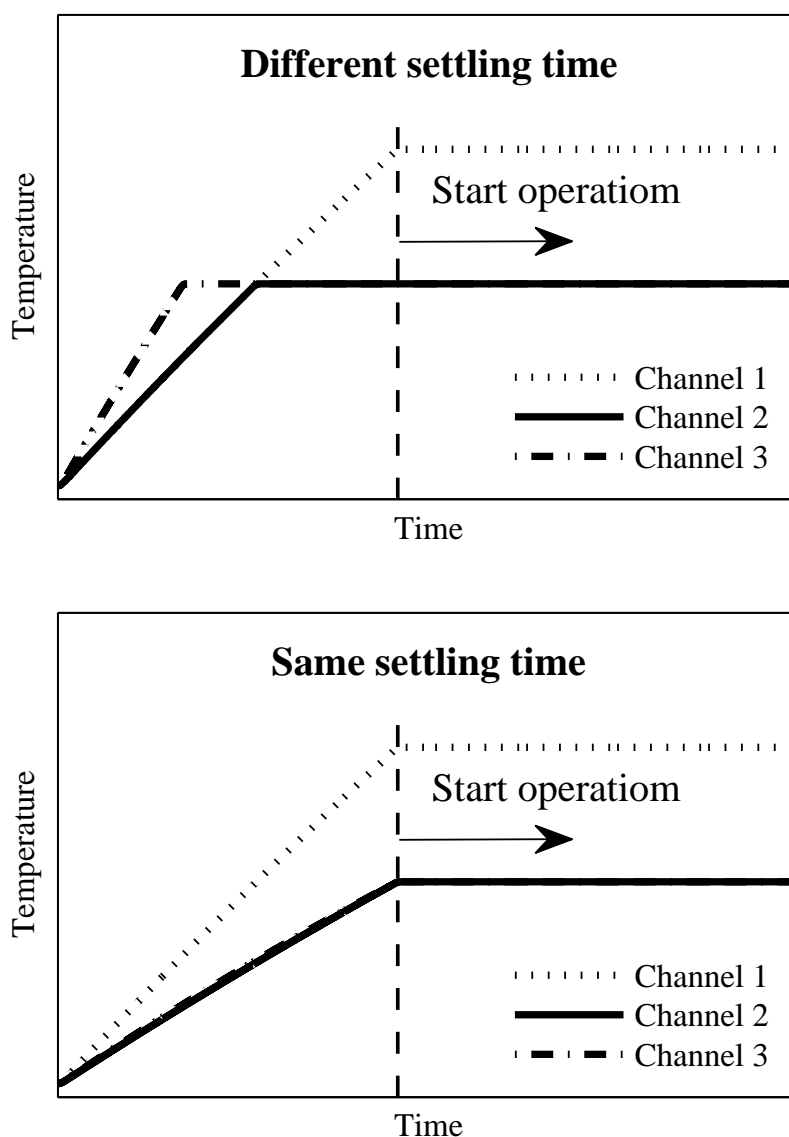 Different settling time
Start operatiom
Temperature
Channel 1
Channel 2
Channel 3
Time
Same settling time
Start operatiom
Temperature
Channel 1
Channel 2
Channel 3
Time